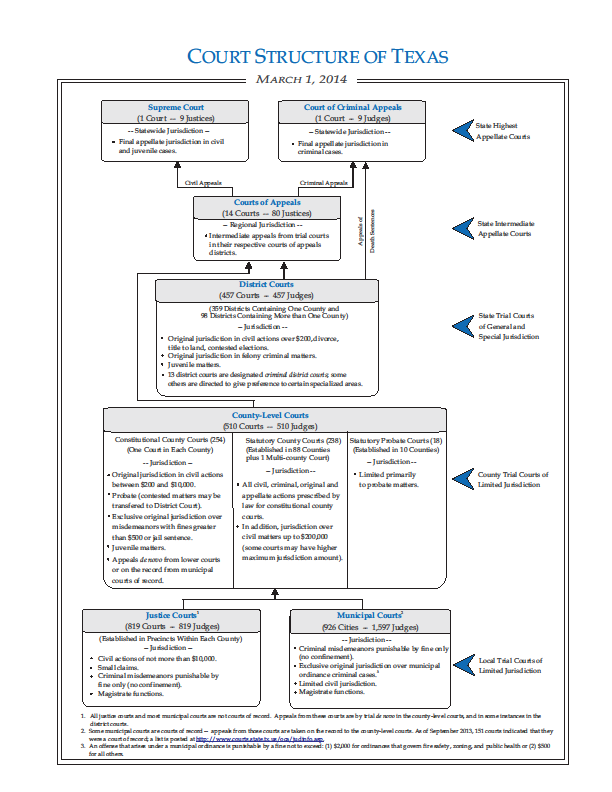 COURT STRUCTURE OF TEXAS
MARCH 1, 2014
Supreme Court
(1 Court -- 9 Justices)
-- Statewide Jurisdiction --
• Final appellate jurisdiction in civil
and juvenile cases.
Court of Criminal Appeals
(1 Court -- 9 Judges)
-- Statewide Jurisdiction --
• Final appellate jurisdiction in
criminal cases.
State Highest
Appellate Courts
Civil Appeals
Criminal Appeals
Appeals of
Death Sentences
Courts of Appeals
(14 Courts -- 80 Justices)
-- Regional Jurisdiction --
• Intermediate appeals from trial courts
in their respective courts of appeals
districts.
State Intermediate
Appellate Courts
District Courts
(457 Courts -- 457 Judges)
(359 Districts Containing One County and
98 Districts Containing More than One County)
-- Jurisdiction --
• Original jurisdiction in civil actions over $200, divorce,
title to land, contested elections.
• Original jurisdiction in felony criminal matters.
• Juvenile matters.
• 13 district courts are designated criminal district courts; some
others are directed to give preference to certain specialized areas.
State Trial Courts
of General and
Special Jurisdiction
County-Level Courts
(510 Courts -- 510 Judges)
Constitutional County Courts (254)
(One Court in Each County)
-- Jurisdiction --
• Original jurisdiction in civil actions
between $200 and $10,000.
• Probate (contested matters may be
transfered to District Court).
• Exclusive original jurisdiction over
misdemeanors with fines greater
than $500 or jail sentence.
• Juvenile matters.
• Appeals de novo from lower courts
or on the record from municipal
courts of record.
Statutory County Courts (238)
(Established in 88 Counties
plus 1 Multi-county Court)
-- Jurisdiction --
• All civil, criminal, original and
appellate actions prescribed by
law for constitutional county
courts.
• In addition, jurisdiction over
civil matters up to $200,000
(some courts may have higher
maximum jurisdiction amount).
Statutory Probate Courts (18)
(Established in 10 Counties)
-- Jurisdiction --
• Limited primarily
to probate matters.
County Trial Courts of
Limited Jurisdiction
Justice Courts1
(819 Courts -- 819 Judges)
(Established in Precincts Within Each County)
-- Jurisdiction --
• Civil actions of not more than $10,000.
• Small claims.
• Criminal misdemeanors punishable by
fine only (no confinement).
• Magistrate functions.
Municipal Courts2
(926 Cities -- 1,597 Judges)
-- Jurisdiction --
• Criminal misdemeanors punishable by fine only
(no confinement).
• Exclusive original jurisdiction over municipal
ordinance criminal cases.3
• Limited civil jurisdiction.
• Magistrate functions.
Local Trial Courts of
Limited Jurisdiction
1. All justice courts and most municipal courts are not courts of record. Appeals from these courts are by trial de novo in the county-level courts, and in some instances in the
district courts.
2. Some municipal courts are courts of record -- appeals from those courts are taken on the record to the county-level courts. As of September 2013, 151 courts indicated that they
were a court of record; a list is posted at http://www.courts.state.tx.us/oca/judinfo.asp.
3. An offense that arises under a municipal ordinance is punishable by a fine not to exceed: (1) $2,000 for ordinances that govern fire safety, zoning, and public health or (2) $500
for all others.